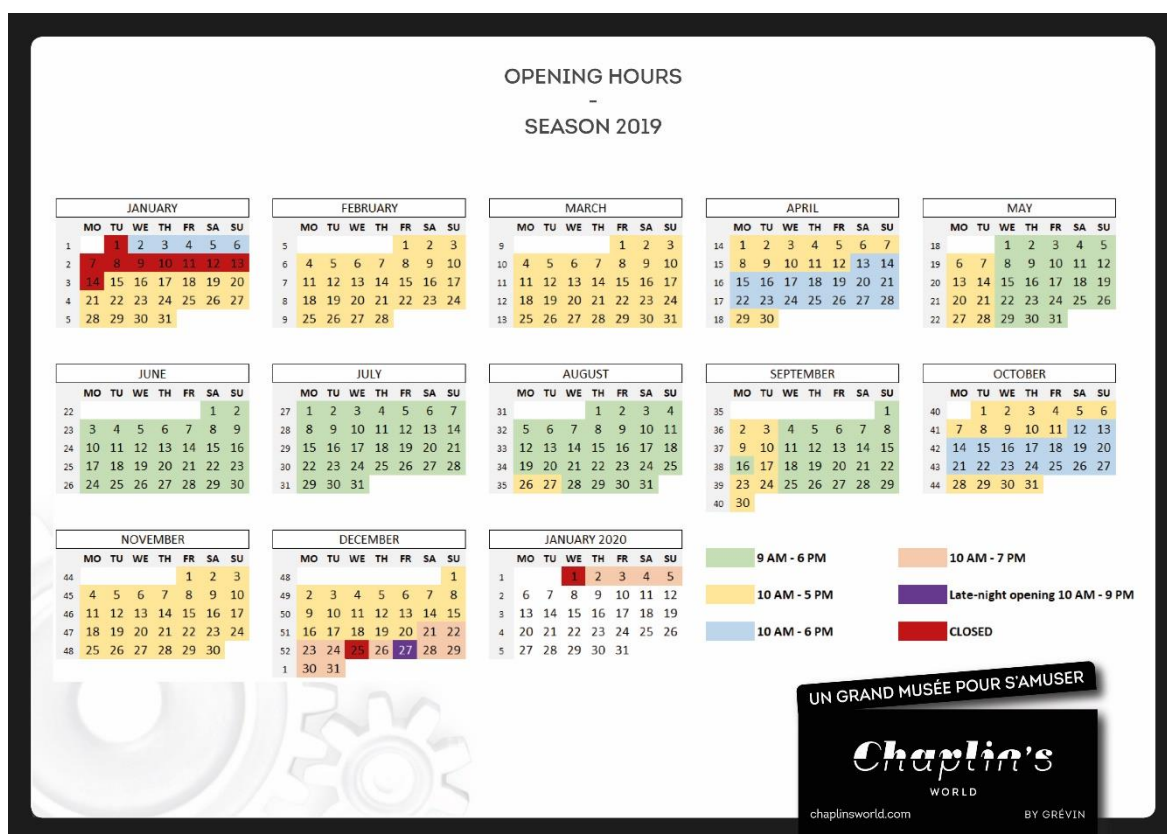 OPENING HOURS
-
SEASON 2019
JANUARY
MO TU WE TH FR SA SU
1 1 2 3 4 5 6
2 7 8 9 10 11 12 13
3 14 15 16 17 18 19 20
4 21 22 23 24 25 26 27
5 28 29 30 31
FEBRUARY
MO TU WE TH FR SA SU
5 1 2 3
6 4 5 6 7 8 9 10
7 11 12 13 14 15 16 17
8 18 19 20 21 22 23 24
9 25 26 27 28
MARCH
MO TU WE TH FR SA SU
9 1 2 3
10 4 5 6 7 8 9 10
11 11 12 13 14 15 16 17
12 18 19 20 21 22 23 24
13 25 26 27 28 29 30 31
APRIL
MO TU WE TH FR SA SU
14 1 2 3 4 5 6 7
15 8 9 10 11 12 13 14
16 15 16 17 18 19 20 21
17 22 23 24 25 26 27 28
18 29 30
MAY
MO TU WE TH FR SA SU
18 1 2 3 4 5
19 6 7 8 9 10 11 12
20 13 14 15 16 17 18 19
21 20 21 22 23 24 25 26
22 27 28 29 30 31
JUNE
MO TU WE TH FR SA SU
22 1 2
23 3 4 5 6 7 8 9
24 10 11 12 13 14 15 16
25 17 18 19 20 21 22 23
26 24 25 26 27 28 29 30
JULY
MO TU WE TH FR SA SU
27 1 2 3 4 5 6 7
28 8 9 10 11 12 13 14
29 15 16 17 18 19 20 21
30 22 23 24 25 26 27 28
31 29 30 31
AUGUST
MO TU WE TH FR SA SU
31 1 2 3 4
32 5 6 7 8 9 10 11
33 12 13 14 15 16 17 18
34 19 20 21 22 23 24 25
35 26 27 28 29 30 31
SEPTEMBER
MO TU WE TH FR SA SU
35 1
36 2 3 4 5 6 7 8
37 9 10 11 12 13 14 15
38 16 17 18 19 20 21 22
39 23 24 25 26 27 28 29
40 30
OCTOBER
MO TU WE TH FR SA SU
40 1 2 3 4 5 6
41 7 8 9 10 11 12 13
42 14 15 16 17 18 19 20
43 21 22 23 24 25 26 27
44 28 29 30 31
NOVEMBER
MO TU WE TH FR SA SU
44 1 2 3
45 4 5 6 7 8 9 10
46 11 12 13 14 15 16 17
47 18 19 20 21 22 23 24
48 25 26 27 28 29 30
DECEMBER
MO TU WE TH FR SA SU
48 1
49 2 3 4 5 6 7 8
50 9 10 11 12 13 14 15
51 16 17 18 19 20 21 22
52 23 24 25 26 27 28 29
1 30 31
JANUARY 2020
MO TU WE TH FR SA SU
1 1 2 3 4 5
2 6 7 8 9 10 11 12
3 13 14 15 16 17 18 19
4 20 21 22 23 24 25 26
5 27 28 29 30 31
9 AM - 6 PM
10 AM - 5 PM
10 AM - 6 PM
10 AM - 7 PM
Late-night opening 10 AM - 9 PM
CLOSED
UN GRAND MUSÉE POUR S'AMUSER
Chaplin's
WORLD
chaplinsworld.com BY GRÉVIN